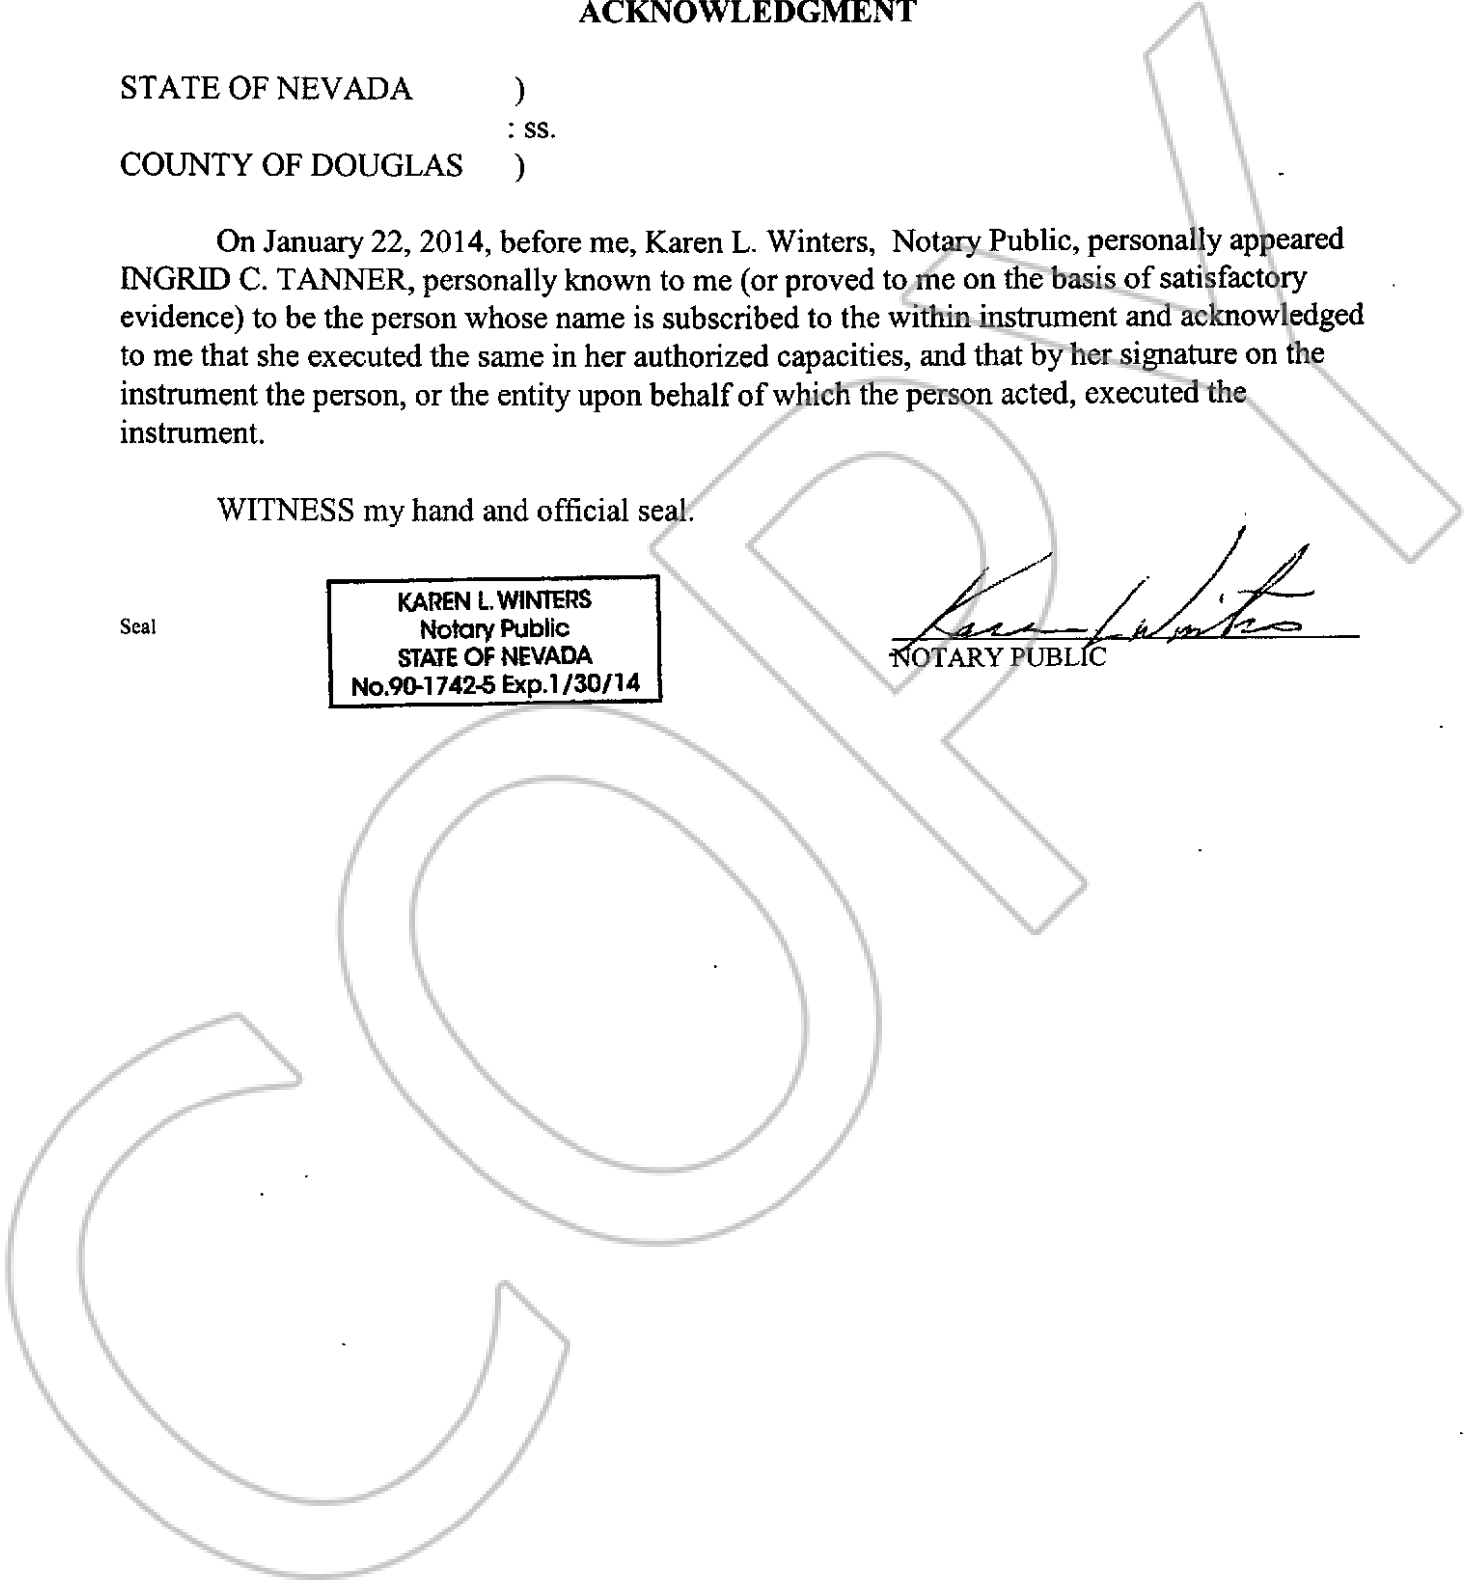 ACKNOWLEDGMENT
STATE OF NEVADA )
: ss.
COUNTY OF DOUGLAS )
On January 22, 2014, before me, Karen L. Winters, Notary Public, personally appeared
INGRID C. TANNER, personally known to me (or proved to me on the basis of satisfactory
evidence) to be the person whose name is subscribed to the within instrument and acknowledged
to me that she executed the same in her authorized capacities, and that by her signature on the
instrument the person, or the entity upon behalf of which the person acted, executed the
instrument.
WITNESS my hand and official seal.
Seal
KAREN L. WINTERS
Notary Public
STATE OF NEVADA
No.90-1742-5 Exp.1/30/14
Karen L Winters
NOTARY PUBLIC
COPY